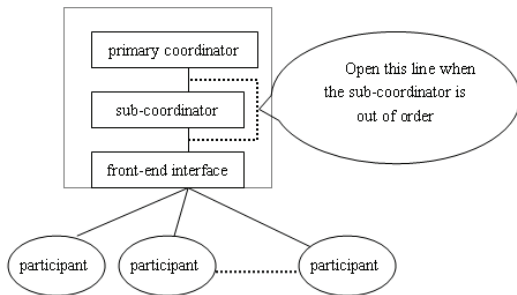 primary coordinator
Open this line when
the sub-coordinator is
out of order
sub-coordinator
front-end interface
participant
participant
participant